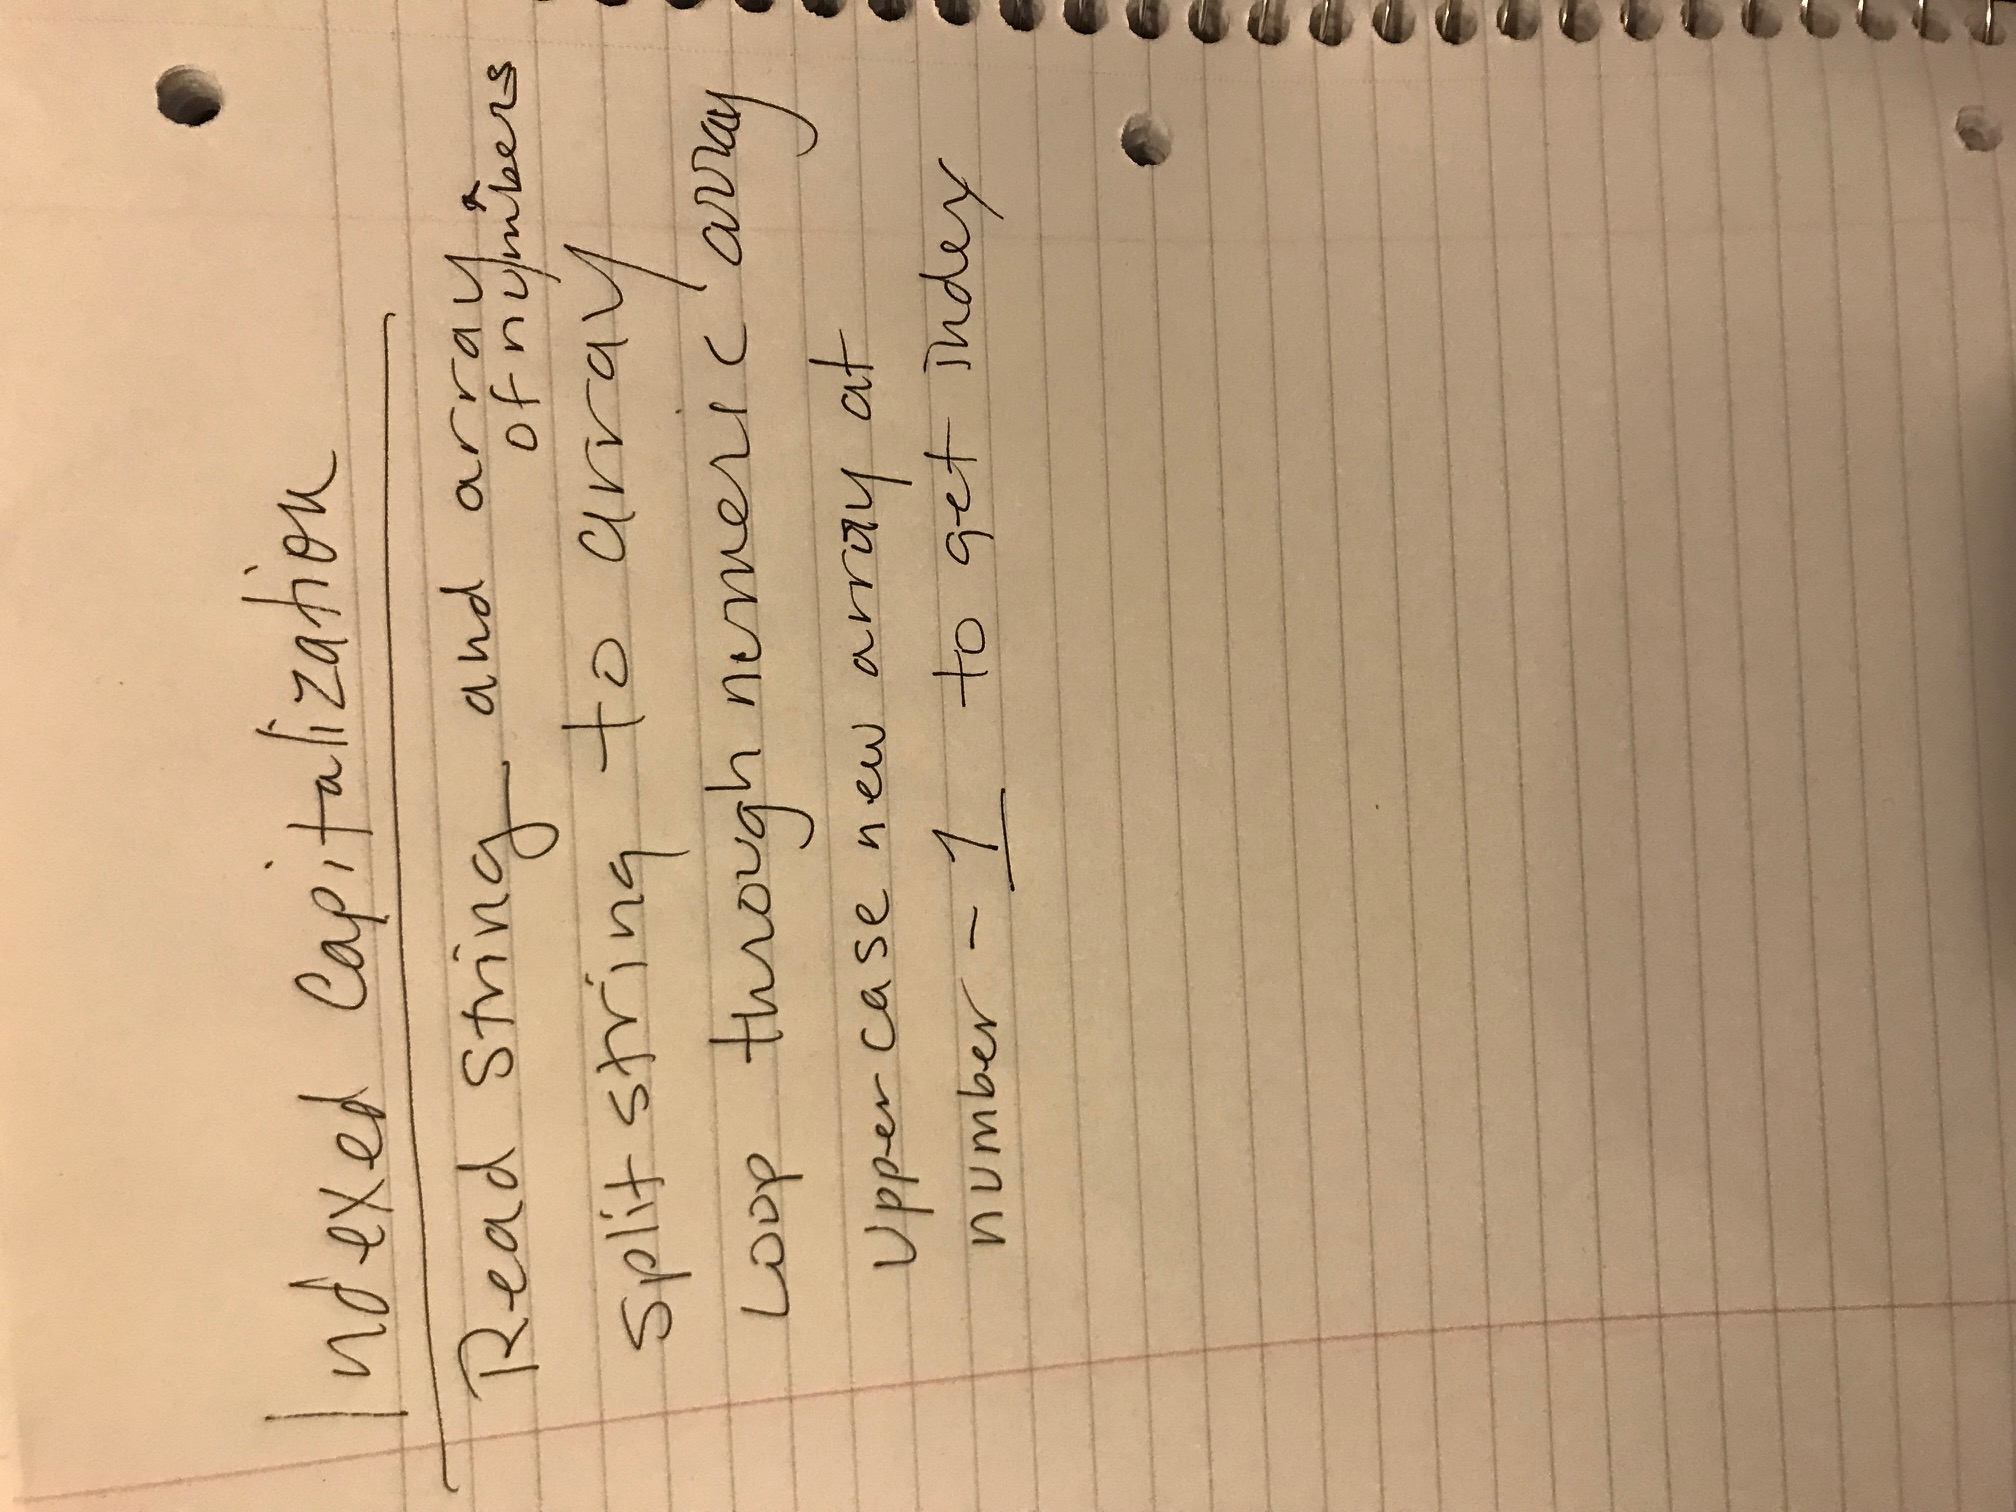 Indexed Capitalization
Read string and array
of numbers
split string to array
Loop through numeric array
Uppercase new array at
number - 1 to get index